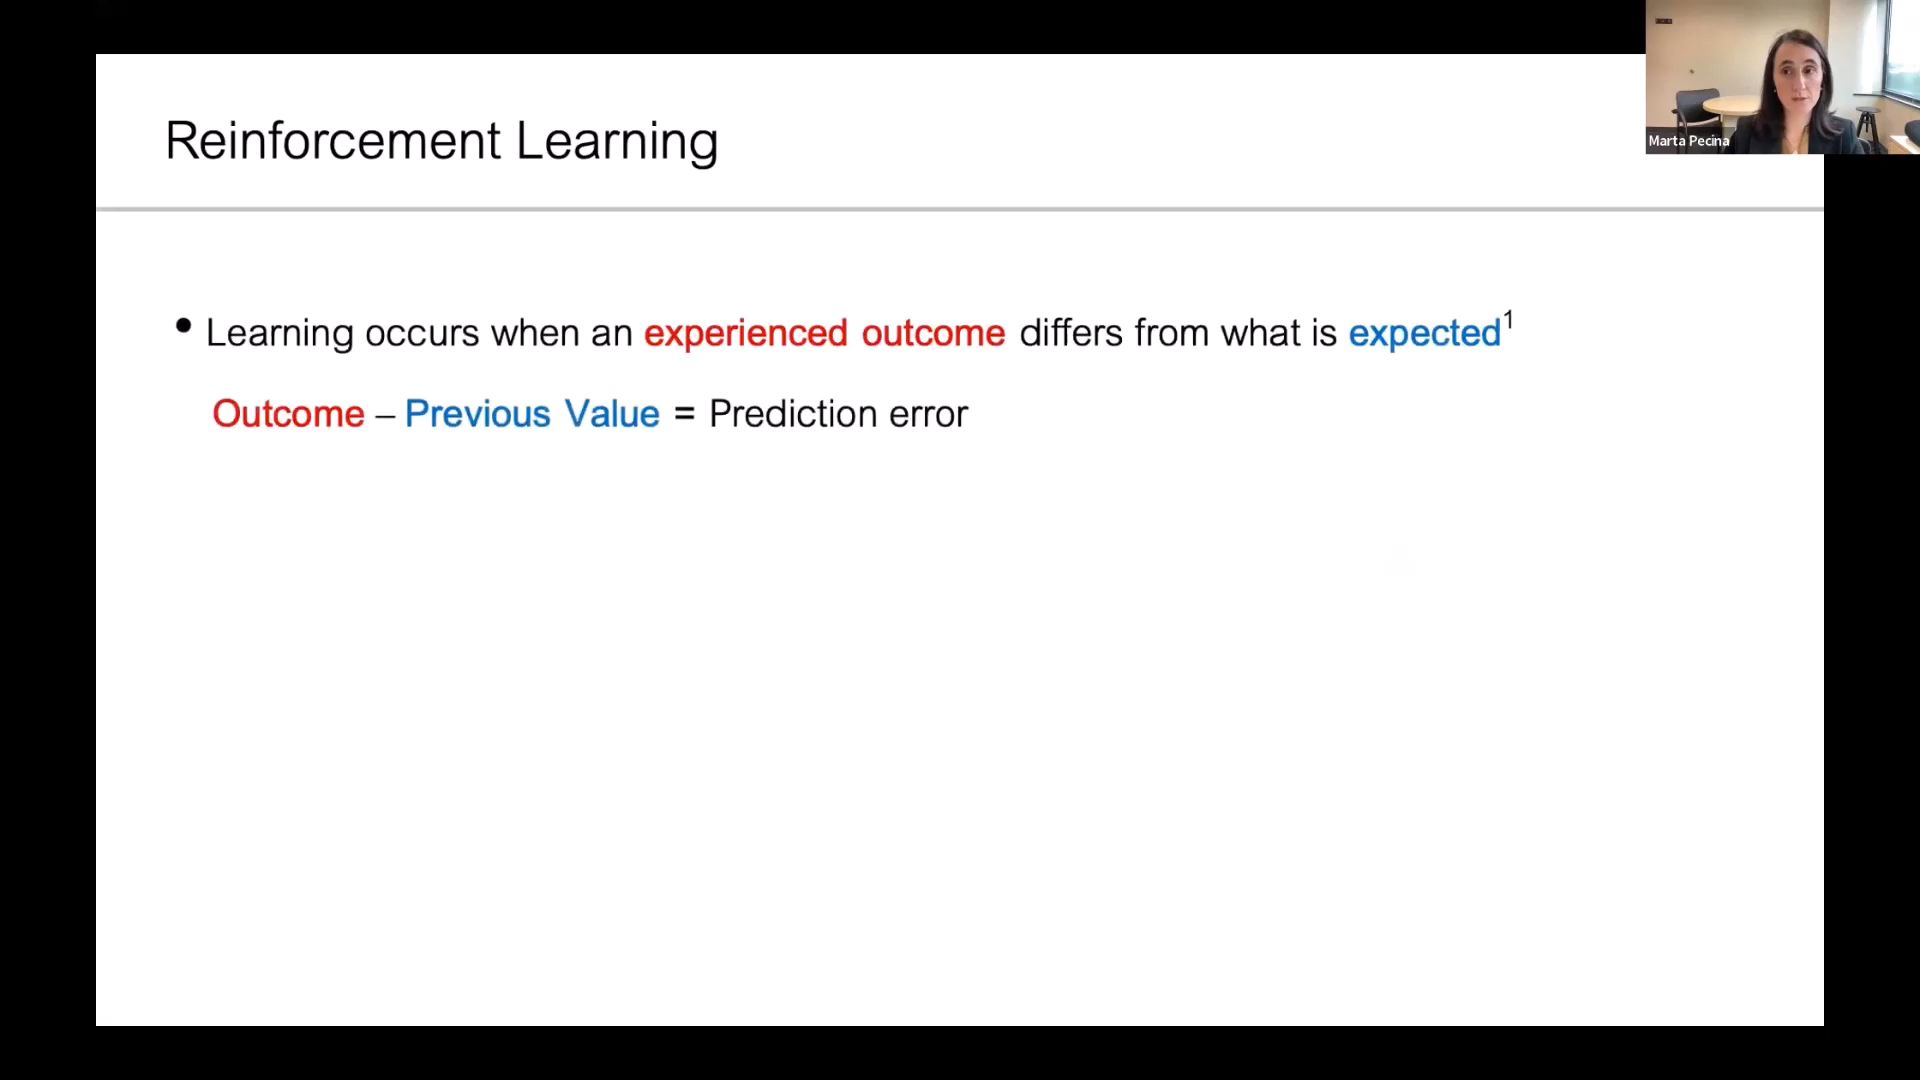 Marta Pecina
Reinforcement Learning
• Learning occurs when an experienced outcome differs from what is expected¹
Outcome – Previous Value = Prediction error